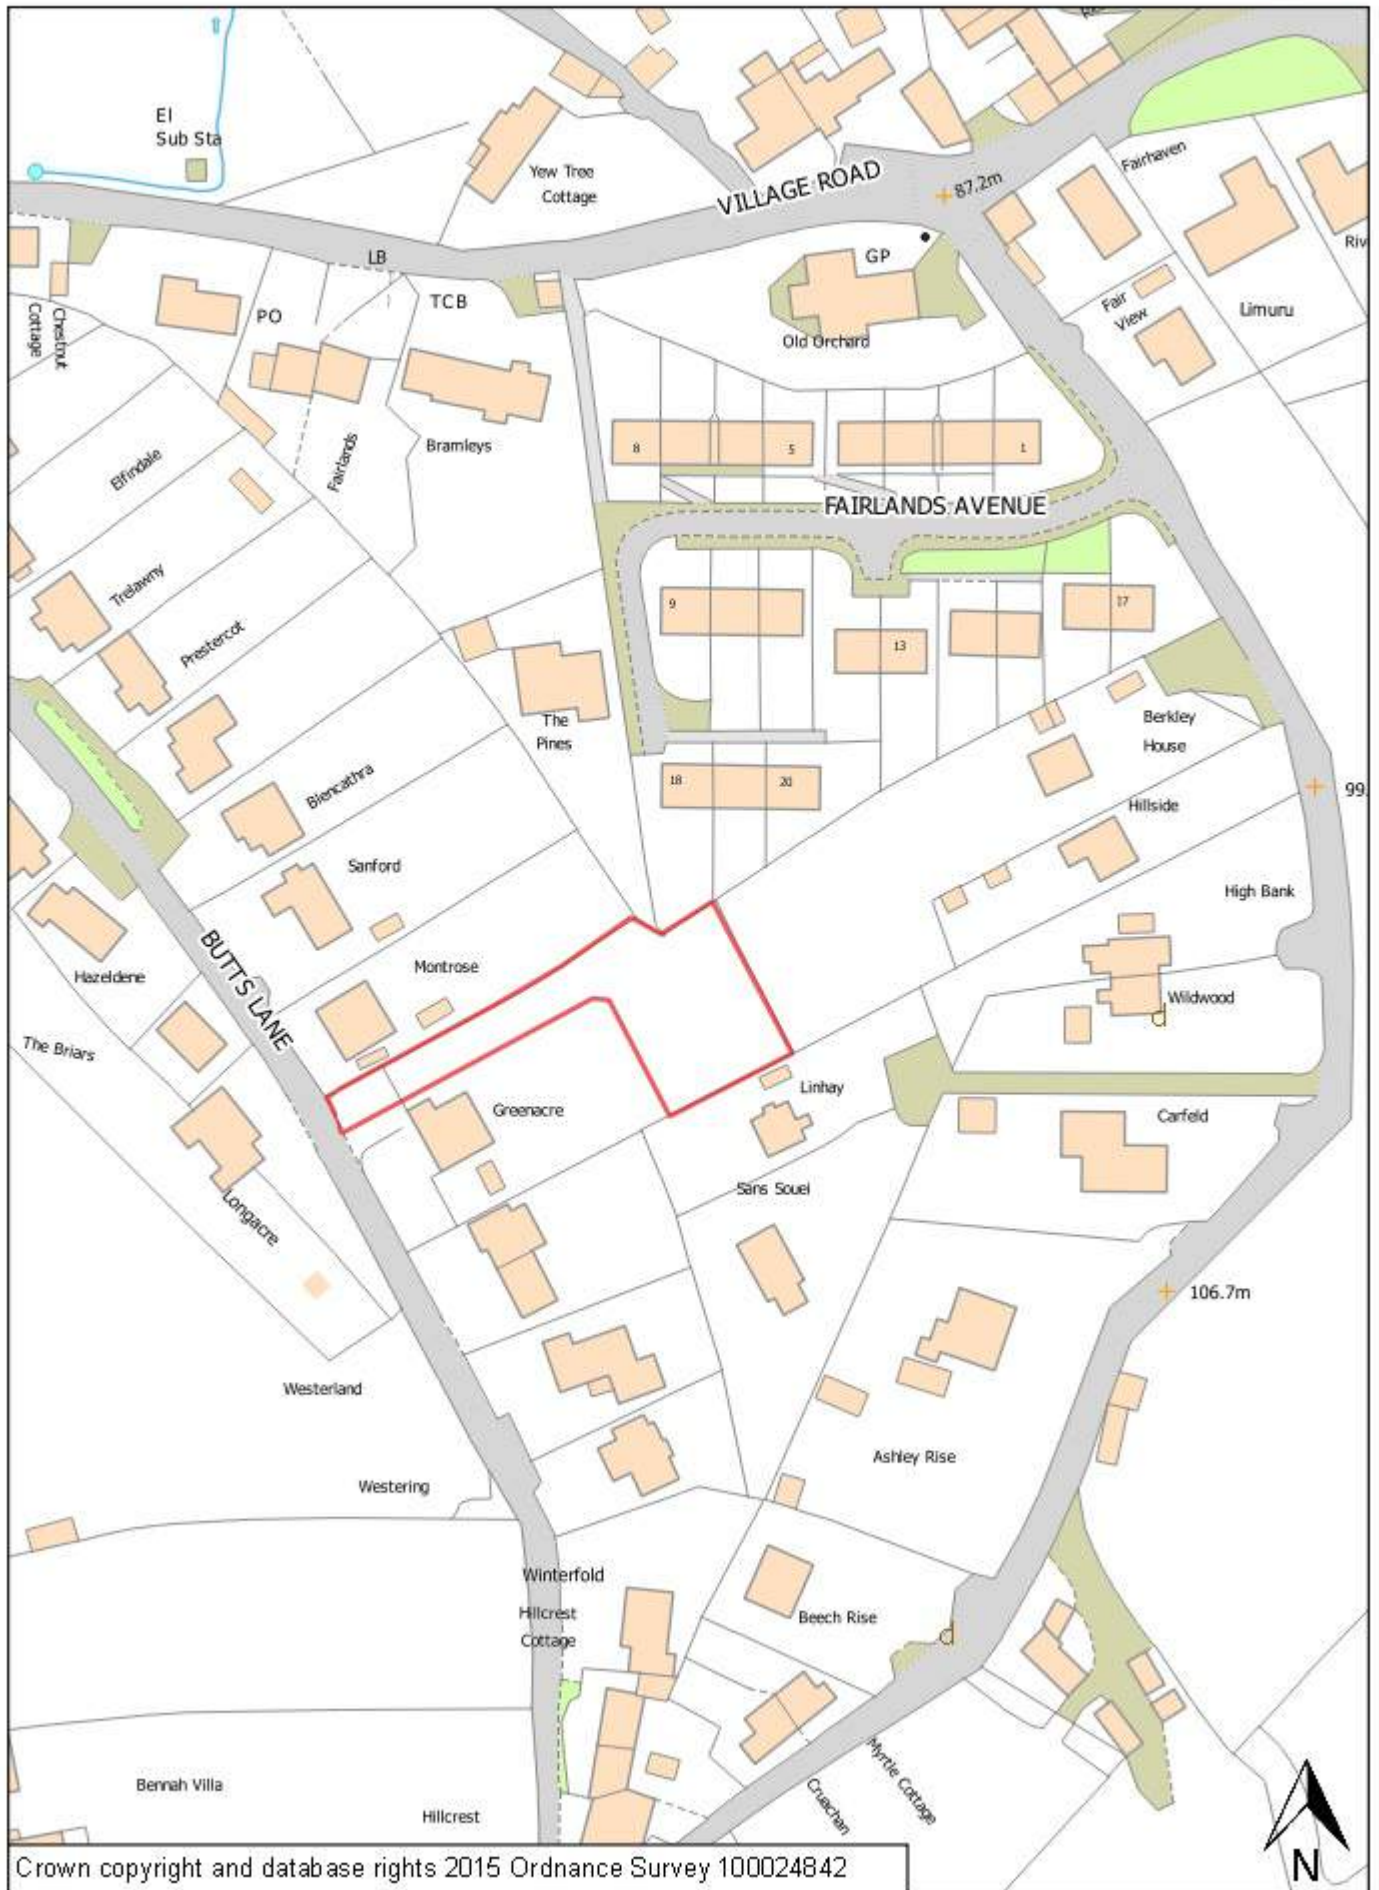 El
Sub Sta
Yew Tree
Cottage
VILLAGE ROAD
87.2m
Fairhaven
Riv
LB
GP
TCB
PO
Chestnut
Cottage
Fair
View
Limuru
Old Orchard
Elfindale
Fairlands
Bramleys
8
5
1
FAIRLANDS AVENUE
Trelawny
Prestercot
9
13
17
The
Pines
Berkley
House
18
20
Blencathra
Hillside
99.
Sanford
High Bank
BUTTS LANE
Hazeldene
Montrose
Wildwood
The Briars
Linhay
Greenacre
Carfeld
Longacre
Sans Souei
106.7m
Westerland
Ashley Rise
Westering
Winterfold
Hillcrest
Cottage
Beech Rise
Myrtle Cottage
Cruachan
Bennah Villa
Hillcrest
Crown copyright and database rights 2015 Ordnance Survey 100024842
N